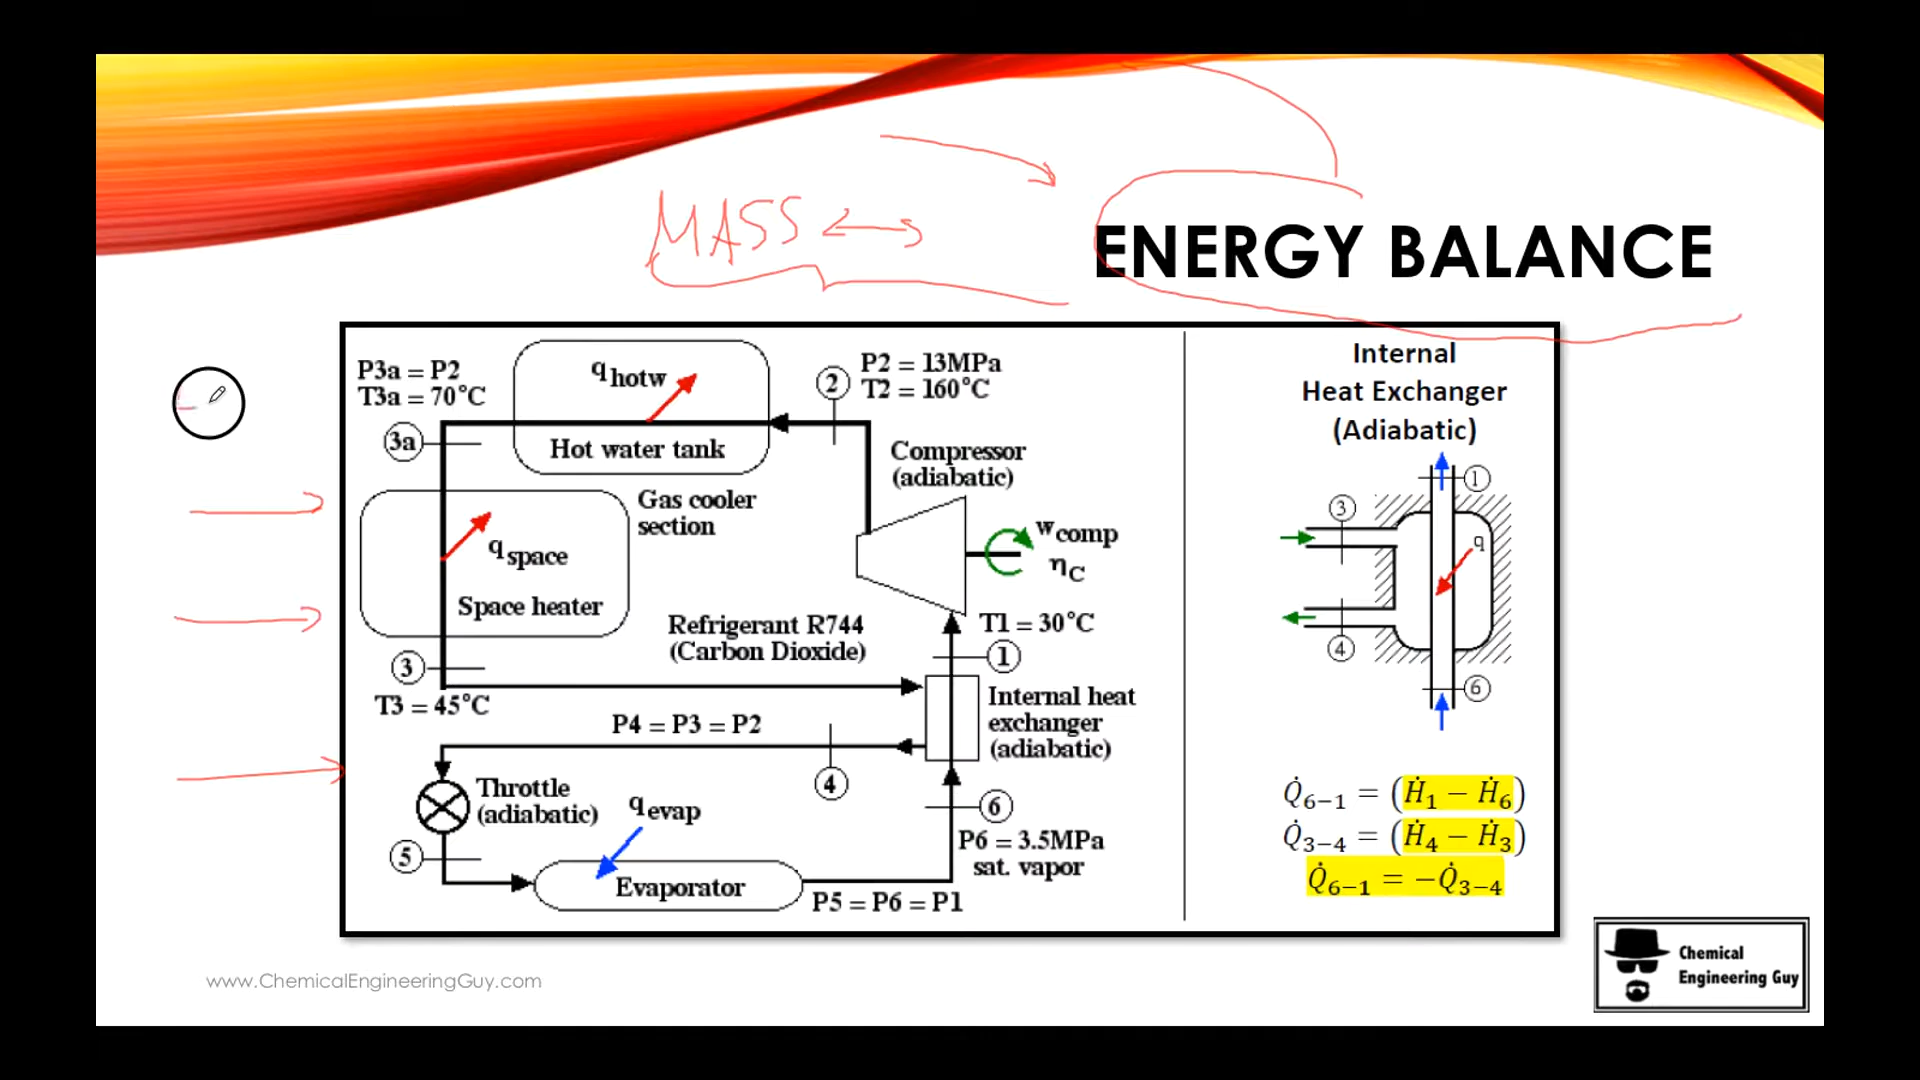 MASS
ENERGY BALANCE
P3a = P2
T3a = 70°C
q hotw
2
P2 = 13MPa
T2 = 160°C
3a
Hot water tank
Compressor
(adiabatic)
Gas cooler
section
q space
Space heater
w comp
ηC
Refrigerant R744
(Carbon Dioxide)
T1 = 30°C
1
3
T3 = 45°C
P4 = P3 = P2
Internal heat
exchanger
(adiabatic)
4
Throttle
(adiabatic)
q evap
6
5
P6 = 3.5MPa
sat. vapor
Evaporator
P5 = P6 = P1
Internal
Heat Exchanger
(Adiabatic)
1
3
q
4
6
Q̇6−1 = (Ḣ1 − Ḣ6)
Q̇3−4 = (Ḣ4 − Ḣ3)
Q̇6−1 = −Q̇3−4
www.ChemicalEngineeringGuy.com
Chemical
Engineering Guy